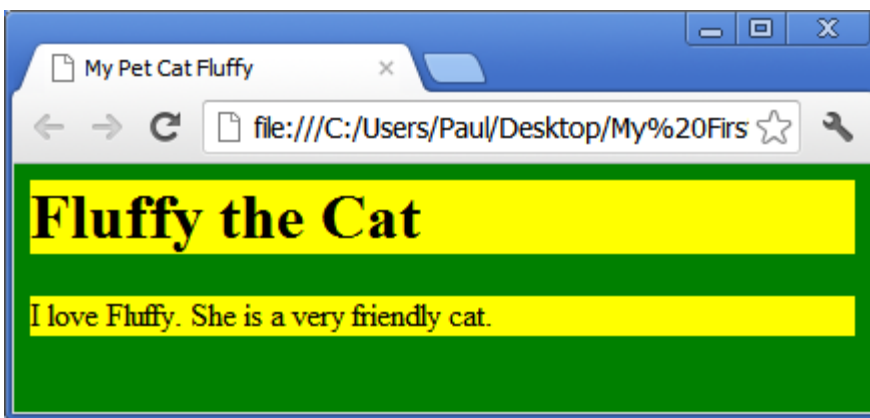 My Pet Cat Fluffy
file:///C:/Users/Paul/Desktop/My%20Firs
Fluffy the Cat
I love Fluffy. She is a very friendly cat.